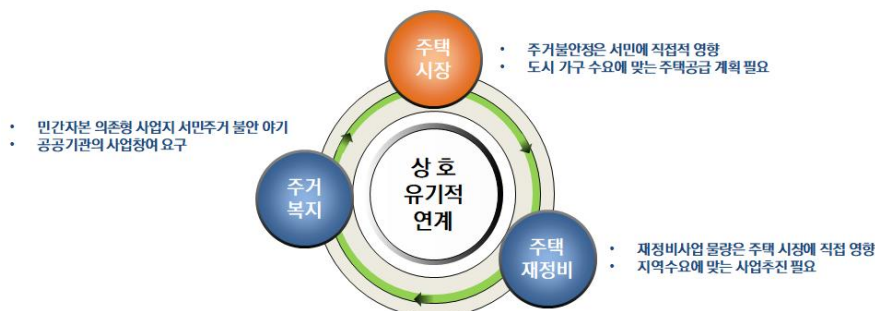 주택
시장
• 주거불안정은 서민에 직접적 영향
• 도시 가구 수요에 맞는 주택공급 계획 필요
• 민간자본 의존형 사업지 서민주거 불안 야기
• 공공기관의 사업참여 요구
상 호
유기적
연계
주거
복지
주택
재정비
• 재정비사업 물량은 주택 시장에 직접 영향
• 지역수요에 맞는 사업추진 필요